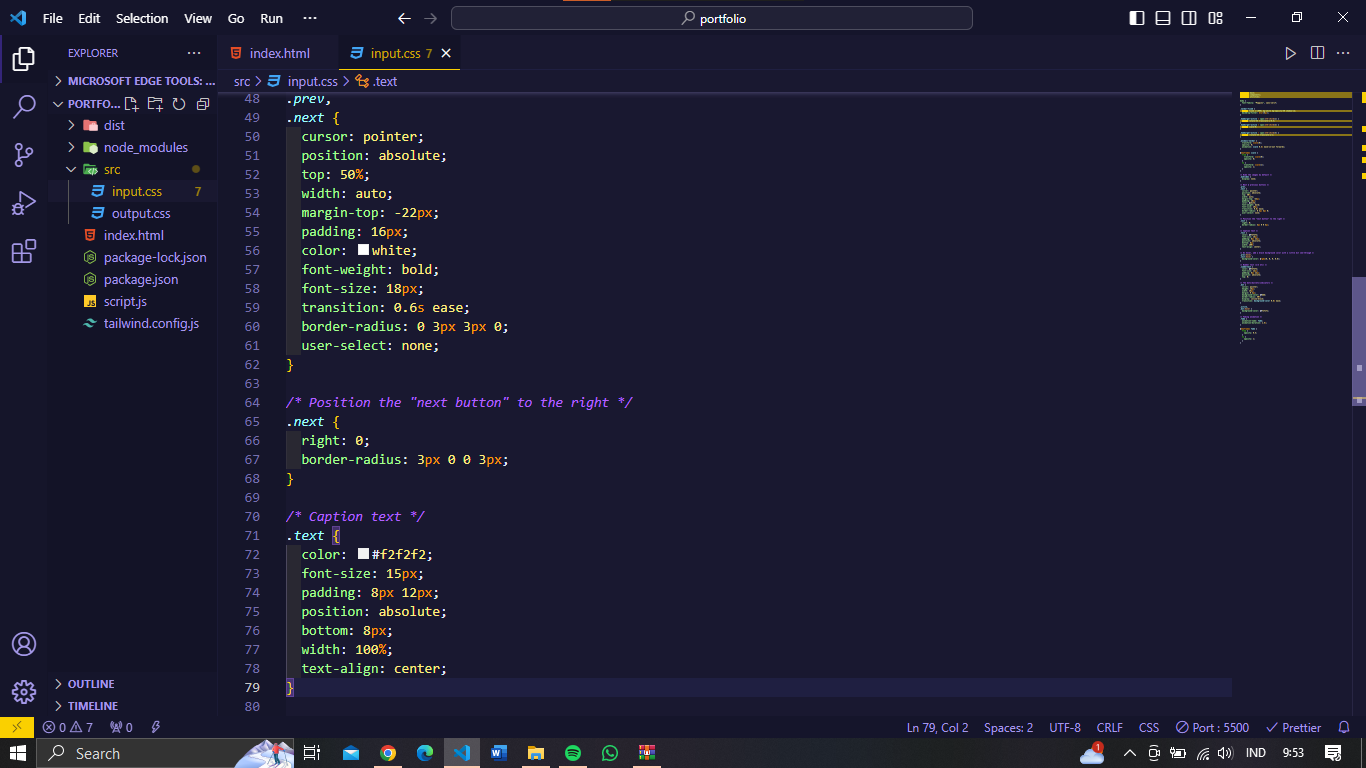 File Edit Selection View Go Run ··· portfolio
EXPLORER ··· index.html input.css 7
MICROSOFT EDGE TOOLS: ...
src > input.css > .text
PORTFO...
dist
node_modules
src
input.css 7
output.css
index.html
package-lock.json
package.json
script.js
tailwind.config.js
OUTLINE
TIMELINE
48 .prev,
49 .next {
50 cursor: pointer;
51 position: absolute;
52 top: 50%;
53 width: auto;
54 margin-top: -22px;
55 padding: 16px;
56 color: white;
57 font-weight: bold;
58 font-size: 18px;
59 transition: 0.6s ease;
60 border-radius: 0 3px 3px 0;
61 user-select: none;
62 }
63
64 /* Position the "next button" to the right */
65 .next {
66 right: 0;
67 border-radius: 3px 0 0 3px;
68 }
69
70 /* Caption text */
71 .text {
72 color: #f2f2f2;
73 font-size: 15px;
74 padding: 8px 12px;
75 position: absolute;
76 bottom: 8px;
77 width: 100%;
78 text-align: center;
79 }
80
0 7 0 Ln 79, Col 2 Spaces: 2 UTF-8 CRLF CSS Port : 5500 Prettier
Search 1 IND 9:53